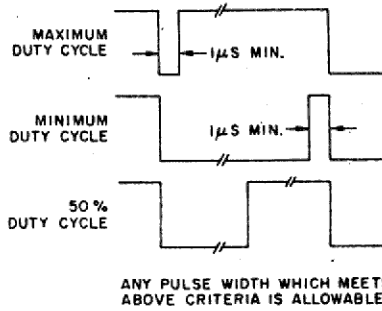 MAXIMUM
DUTY CYCLE
1µS MIN.
MINIMUM
DUTY CYCLE
1µS MIN.
50%
DUTY CYCLE
ANY PULSE WIDTH WHICH MEETS
ABOVE CRITERIA IS ALLOWABLE